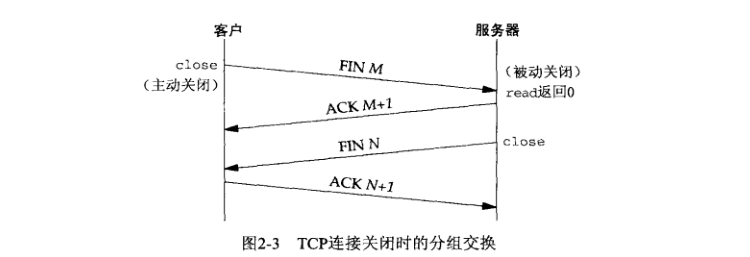 客户
服务器
close
(主动关闭)
FIN M
(被动关闭)
read返回0
ACK M+1
FIN N
close
ACK N+1
图2-3 TCP连接关闭时的分组交换